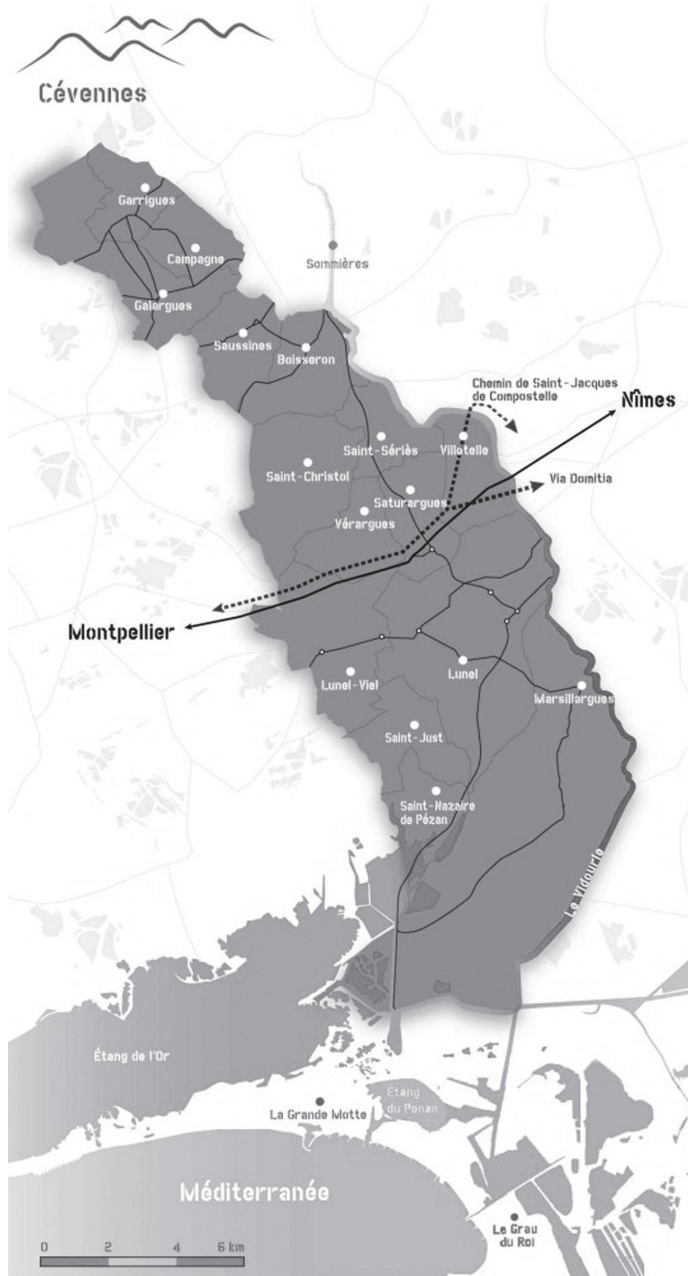 Cévennes
Garrigues
Campagne
Sommières
Galargues
Saussines
Boisseron
Chemin de Saint-Jacques
de Compostelle
Nîmes
Saint-Sériès
Villetelle
Saint-Christol
Via Domitia
Saturargues
Vérargues
Montpellier
Lunel-Viel
Lunel
Marsillargues
Saint-Just
Saint-Nazaire
de Pézan
Le Vidourle
Étang de l'Or
Étang
du Ponan
La Grande Motte
Méditerranée
Le Grau
du Roi
0 2 4 6 km